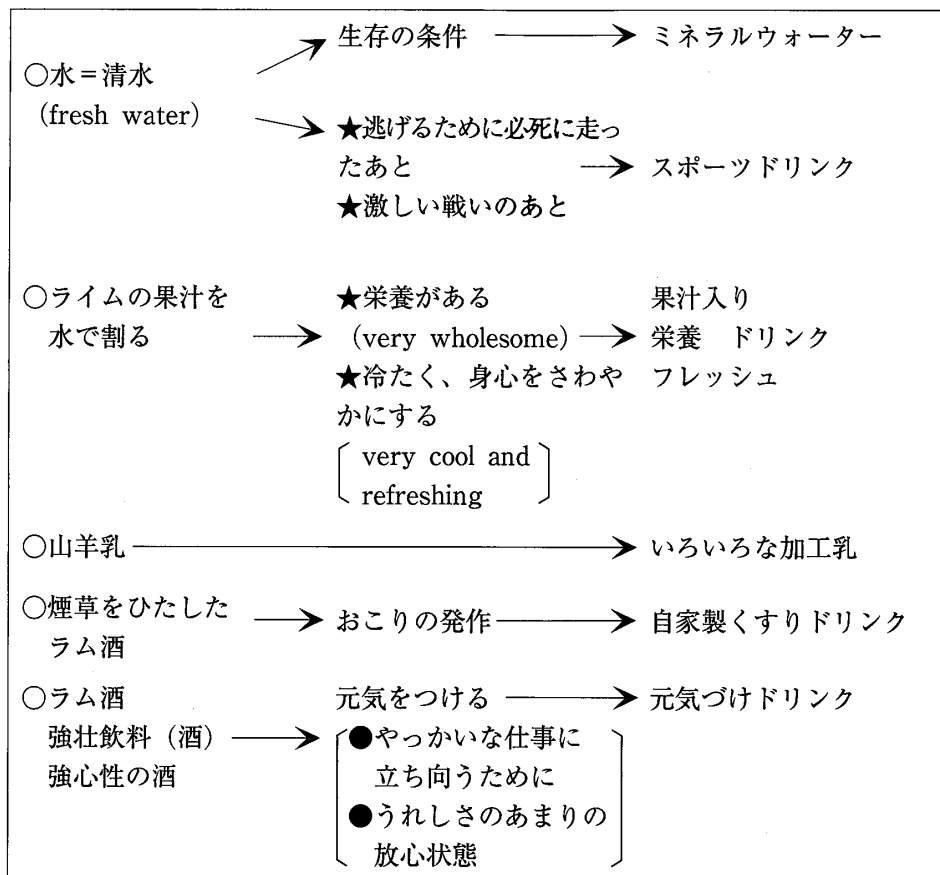 生存の条件 ミネラルウォーター
○水=清水
(fresh water)
★逃げるために必死に走っ
たあと スポーツドリンク
★激しい戦いのあと
○ライムの果汁を ★栄養がある 果汁入り
水で割る (very wholesome) 栄養 ドリンク
★冷たく、身心をさわや フレッシュ
かにする
very cool and
refreshing
○山羊乳 いろいろな加工乳
○煙草をひたした おこりの発作 自家製くすりドリンク
ラム酒
○ラム酒 元気をつける 元気づけドリンク
強壮飲料(酒) ●やっかいな仕事に
強心性の酒 立ち向うために
●うれしさのあまりの
放心状態